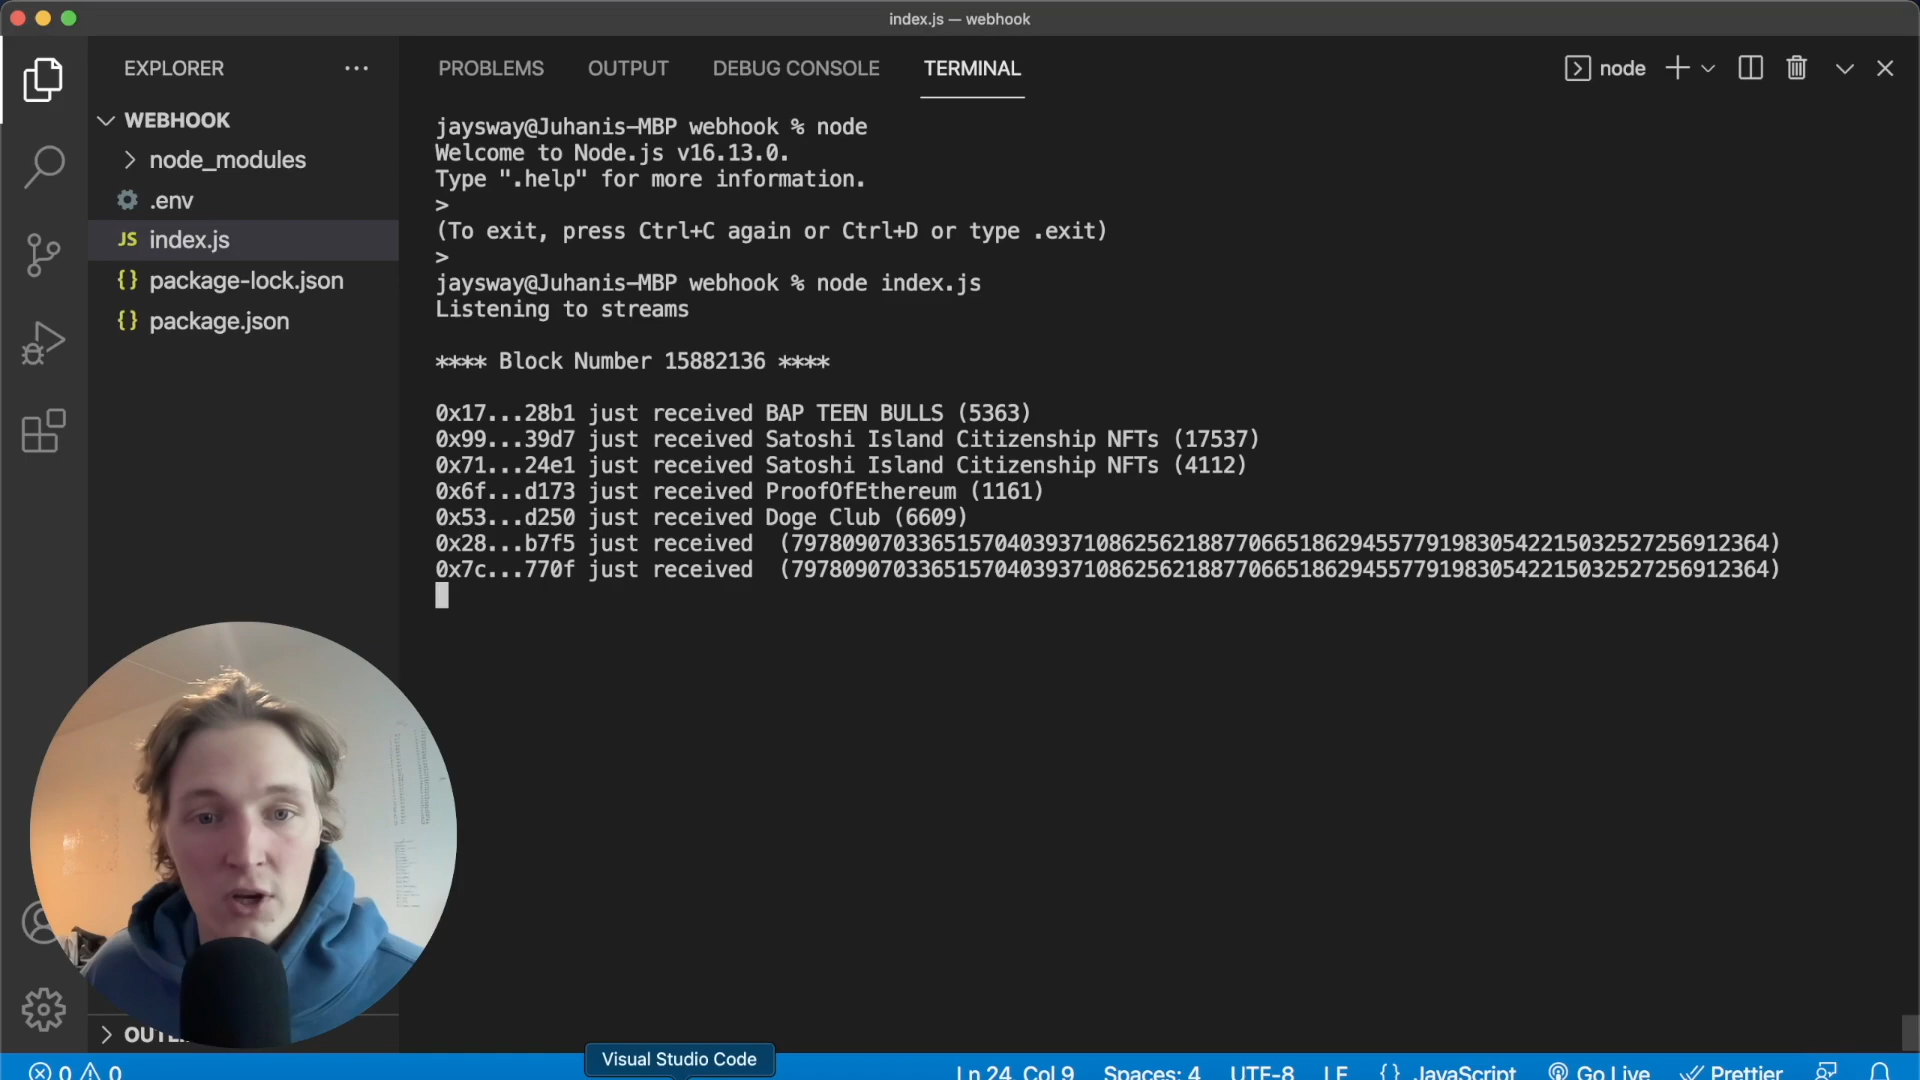 index.js — webhook
EXPLORER
PROBLEMS OUTPUT DEBUG CONSOLE TERMINAL
node
WEBHOOK
node_modules
.env
JS index.js
{} package-lock.json
{} package.json
jaysway@Juhanis-MBP webhook % node
Welcome to Node.js v16.13.0.
Type ".help" for more information.
>
(To exit, press Ctrl+C again or Ctrl+D or type .exit)
>
jaysway@Juhanis-MBP webhook % node index.js
Listening to streams
**** Block Number 15882136 ****
0x17...28b1 just received BAP TEEN BULLS (5363)
0x99...39d7 just received Satoshi Island Citizenship NFTs (17537)
0x71...24e1 just received Satoshi Island Citizenship NFTs (4112)
0x6f...d173 just received ProofOfEthereum (1161)
0x53...d250 just received Doge Club (6609)
0x28...b7f5 just received (79780907033651570403937108625621887706651862945577919830542215032527256912364)
0x7c...770f just received (79780907033651570403937108625621887706651862945577919830542215032527256912364)
Visual Studio Code
0 0
Ln 24, Col 9 Spaces: 4 UTF-8 LF {} JavaScript Go Live Prettier